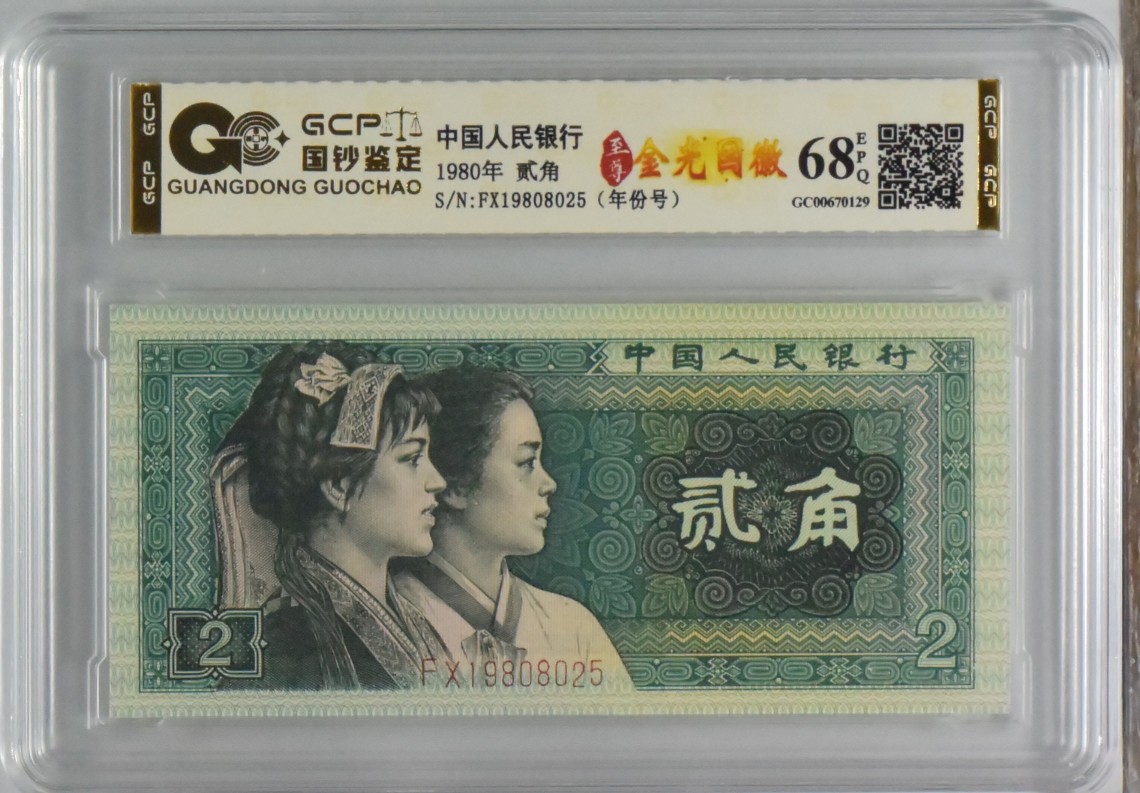 GCP
GCP
GC
GCP
国钞鉴定
GUANGDONG GUOCHAO
中国人民银行
1980年 贰角
S/N:FX19808025（年份号）
至尊
金光国徽
68
EPQ
GC00670129
GCP
GCP
中国人民银行
贰角
2
2
FX19808025